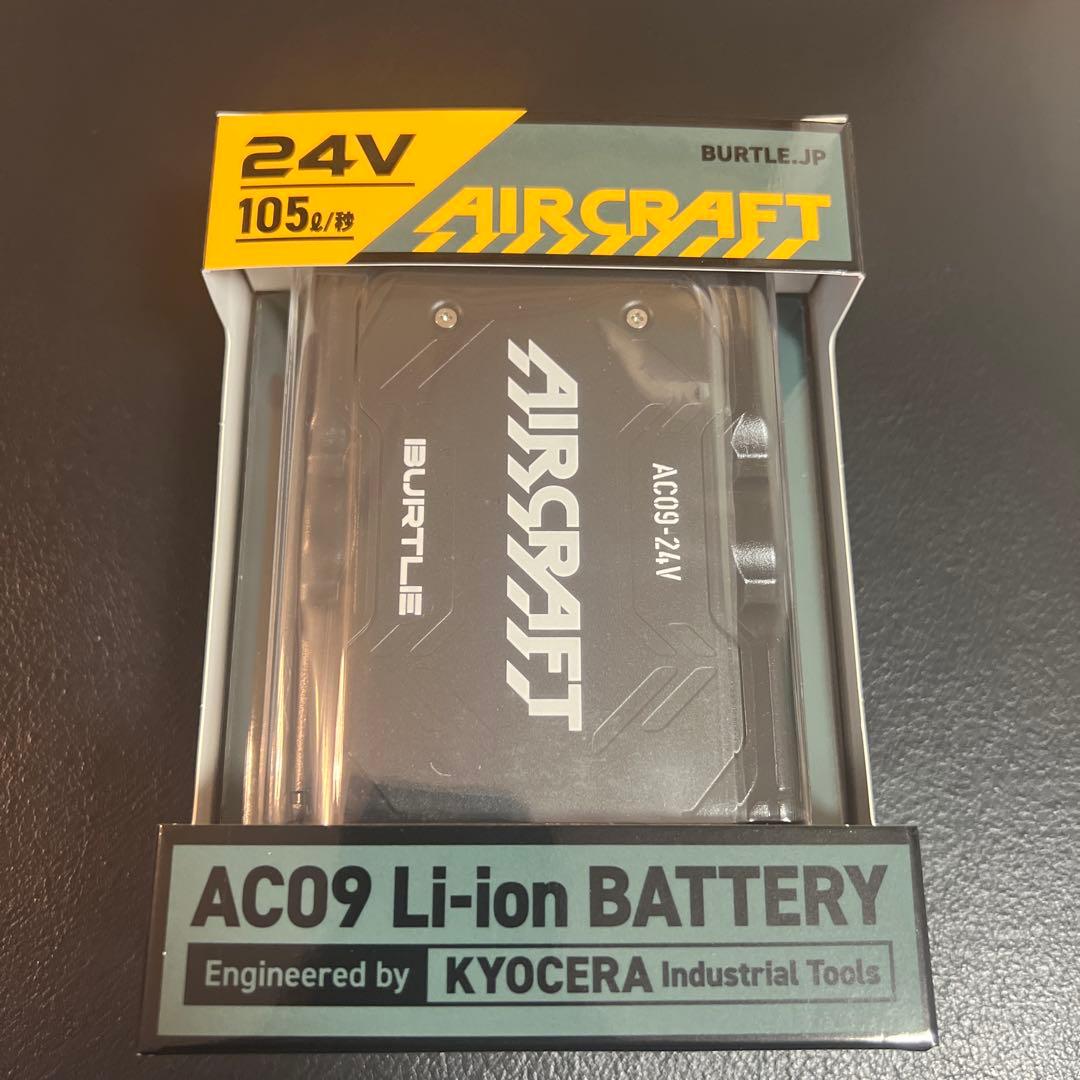 24V
105ℓ/秒
BURTLE.JP
AIRCRAFT
AC09-24V
AIRCRAFT
BURTLE
AC09 Li-ion BATTERY
Engineered by KYOCERA Industrial Tools